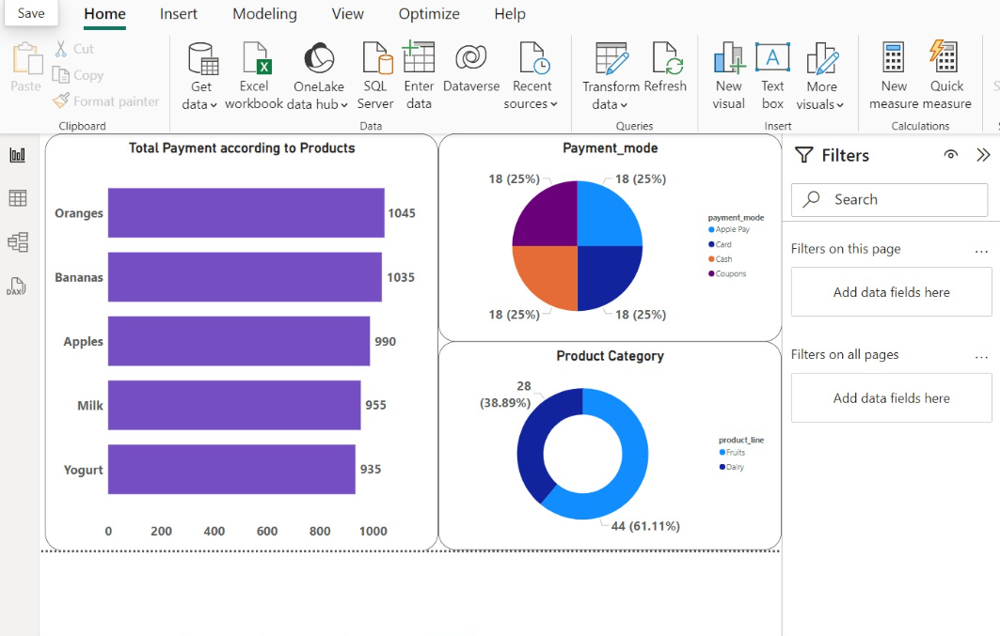 Save
Home
Insert
Modeling
View
Optimize
Help
Paste
Cut
Copy
Format painter
Clipboard
Get
data
Excel
workbook
OneLake
data hub
SQL
Server
Enter
data
Dataverse
Recent
sources
Data
Transform
data
Refresh
Queries
New
visual
A
Text
box
More
visuals
Insert
New
measure
Quick
measure
Calculations
S
DAX
Total Payment according to Products
Oranges
1045
Bananas
1035
Apples
990
Milk
955
Yogurt
935
0 200 400 600 800 1000
Payment_mode
18 (25%)
18 (25%)
18 (25%)
18 (25%)
payment_mode
Apple Pay
Card
Cash
Coupons
Product Category
28
(38.89%)
44 (61.11%)
product_line
Fruits
Dairy
Filters
Search
Filters on this page
...
Add data fields here
Filters on all pages
...
Add data fields here